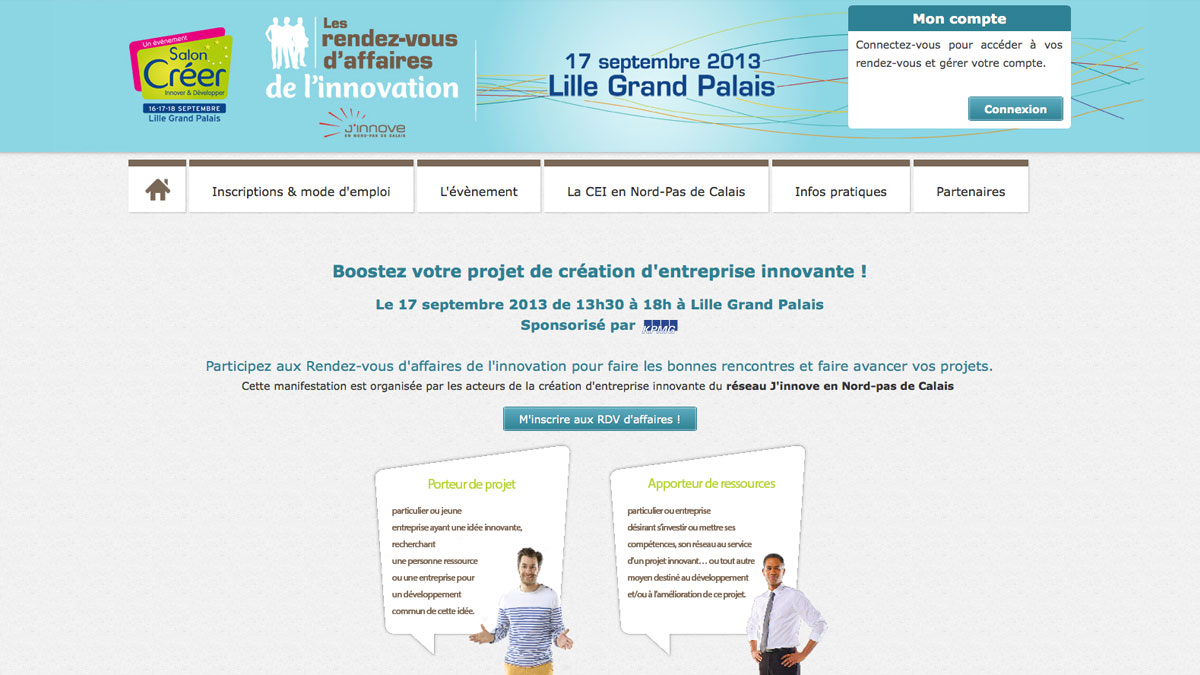 Un évènement
Salon
Créer
Innover & Développer
16-17-18 SEPTEMBRE
Lille Grand Palais
Les
rendez-vous
d'affaires
de l'innovation
J'innove
EN NORD-PAS DE CALAIS
17 septembre 2013
Lille Grand Palais
Mon compte
Connectez-vous pour accéder à vos
rendez-vous et gérer votre compte.
Connexion
Inscriptions & mode d'emploi
L'évènement
La CEI en Nord-Pas de Calais
Infos pratiques
Partenaires
Boostez votre projet de création d'entreprise innovante !
Le 17 septembre 2013 de 13h30 à 18h à Lille Grand Palais
Sponsorisé par KPMG
Participez aux Rendez-vous d'affaires de l'innovation pour faire les bonnes rencontres et faire avancer vos projets.
Cette manifestation est organisée par les acteurs de la création d'entreprise innovante du réseau J'innove en Nord-pas de Calais
M'inscrire aux RDV d'affaires !
Porteur de projet
particulier ou jeune
entreprise ayant une idée innovante,
recherchant
une personne ressource
ou une entreprise pour
un développement
commun de cette idée.
Apporteur de ressources
particulier ou entreprise
désirant s'investir ou mettre ses
compétences, son réseau au service
d'un projet innovant... ou tout autre
moyen destiné au développement
et/ou à l'amélioration de ce projet.